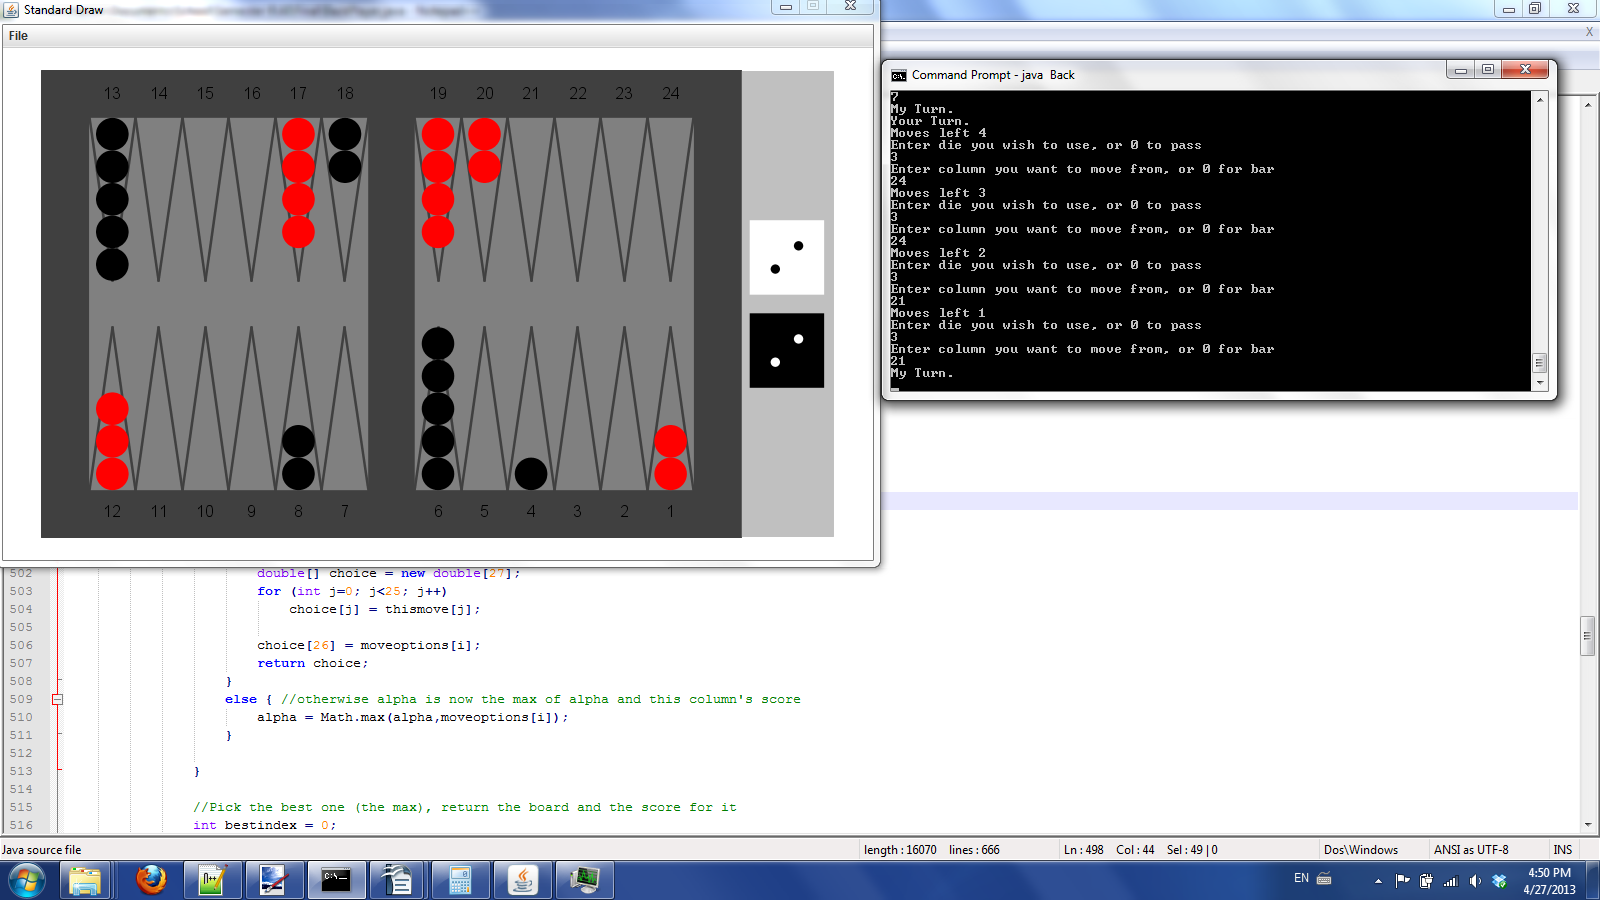 Standard Draw
File
13 14 15 16 17 18 19 20 21 22 23 24
12 11 10 9 8 7 6 5 4 3 2 1
Command Prompt - java Back
7
My Turn.
Your Turn.
Moves left 4
Enter die you wish to use, or 0 to pass
3
Enter column you want to move from, or 0 for bar
24
Moves left 3
Enter die you wish to use, or 0 to pass
3
Enter column you want to move from, or 0 for bar
24
Moves left 2
Enter die you wish to use, or 0 to pass
3
Enter column you want to move from, or 0 for bar
21
Moves left 1
Enter die you wish to use, or 0 to pass
3
Enter column you want to move from, or 0 for bar
21
My Turn.
502 double[] choice = new double[27];
503 for (int j=0; j<25; j++)
504 choice[j] = thismove[j];
505
506 choice[26] = moveoptions[i];
507 return choice;
508 }
509 else { //otherwise alpha is now the max of alpha and this column's score
510 alpha = Math.max(alpha,moveoptions[i]);
511 }
512
513 }
514
515 //Pick the best one (the max), return the board and the score for it
516 int bestindex = 0;
Java source file length : 16070 lines : 666 Ln : 498 Col : 44 Sel : 49 | 0 Dos\Windows ANSI as UTF-8 INS
EN 4:50 PM
4/27/2013